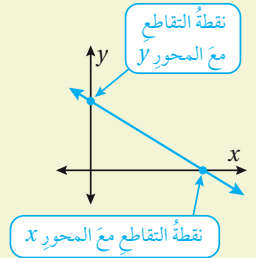 نقطةُ التقاطعِ
معَ المحورِ y
y
x
نقطةُ التقاطعِ معَ المحورِ x